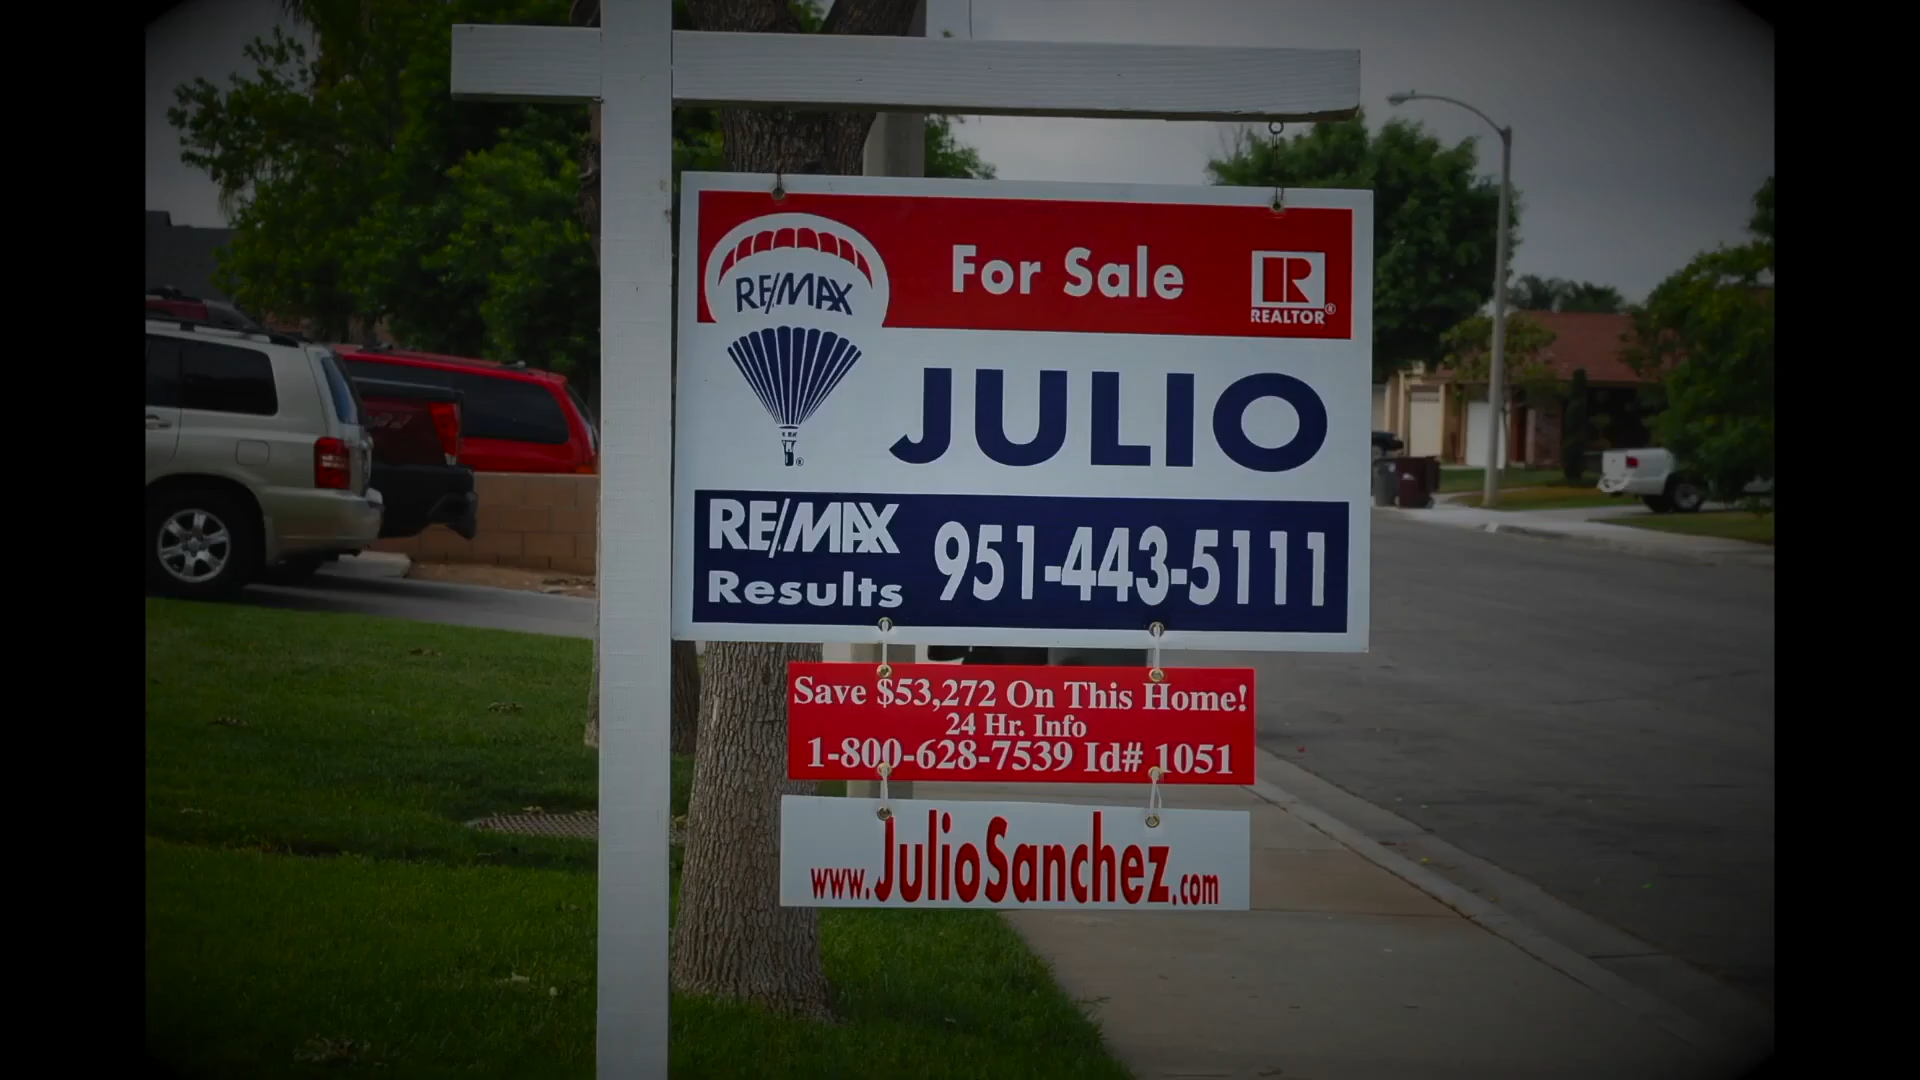 For Sale
RE/MAX
REALTOR®
JULIO
RE/MAX
Results
951-443-5111
Save $53,272 On This Home!
24 Hr. Info
1-800-628-7539 Id# 1051
www.JulioSanchez.com